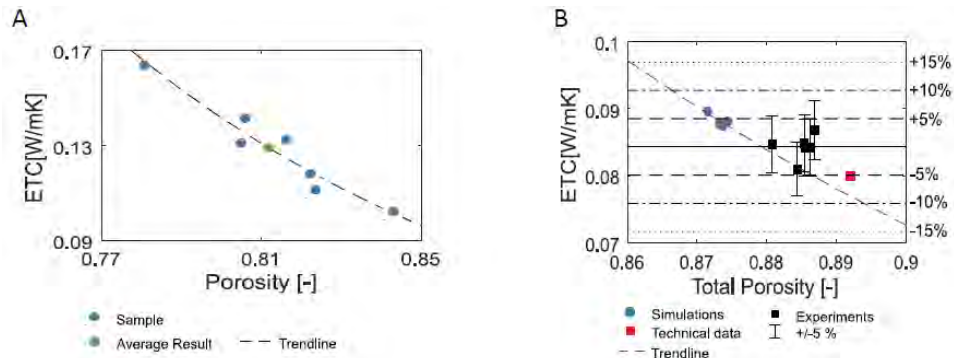 A
B
0.17
0.13
0.09
ETC[W/mK]
0.77
0.81
0.85
Porosity [-]
Sample
Average Result
Trendline
0.1
0.09
0.08
0.07
ETC[W/mK]
+15%
+10%
+5%
-5%
-10%
-15%
0.86
0.87
0.88
0.89
0.9
Total Porosity [-]
Simulations
Experiments
Technical data
+/-5 %
Trendline